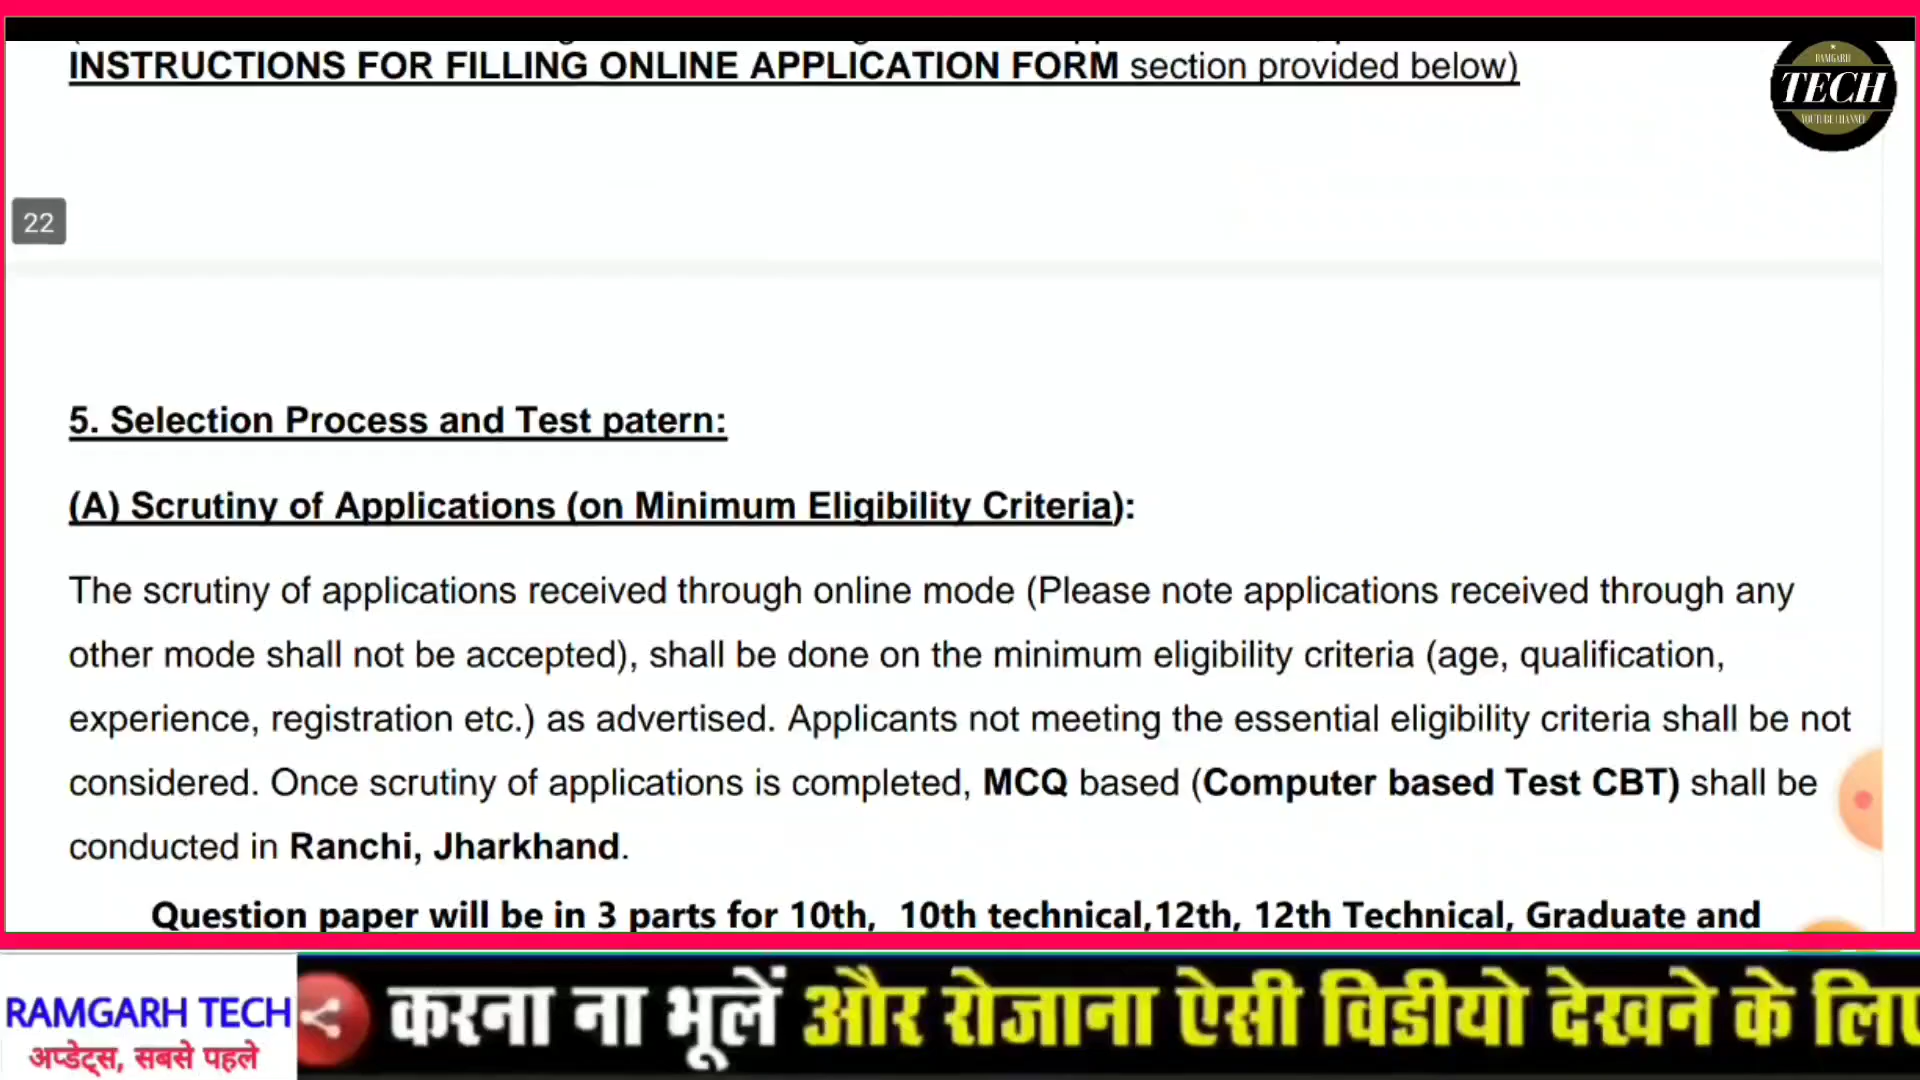 INSTRUCTIONS FOR FILLING ONLINE APPLICATION FORM section provided below)
RAMGARH
TECH
YOUTUBE CHANNEL
22
5. Selection Process and Test patern:
(A) Scrutiny of Applications (on Minimum Eligibility Criteria):
The scrutiny of applications received through online mode (Please note applications received through any
other mode shall not be accepted), shall be done on the minimum eligibility criteria (age, qualification,
experience, registration etc.) as advertised. Applicants not meeting the essential eligibility criteria shall be not
considered. Once scrutiny of applications is completed, MCQ based (Computer based Test CBT) shall be
conducted in Ranchi, Jharkhand.
Question paper will be in 3 parts for 10th, 10th technical,12th, 12th Technical, Graduate and
RAMGARH TECH
अप्डेट्स, सबसे पहले
करना ना भूलें और रोजाना ऐसी विडीयो देखने के